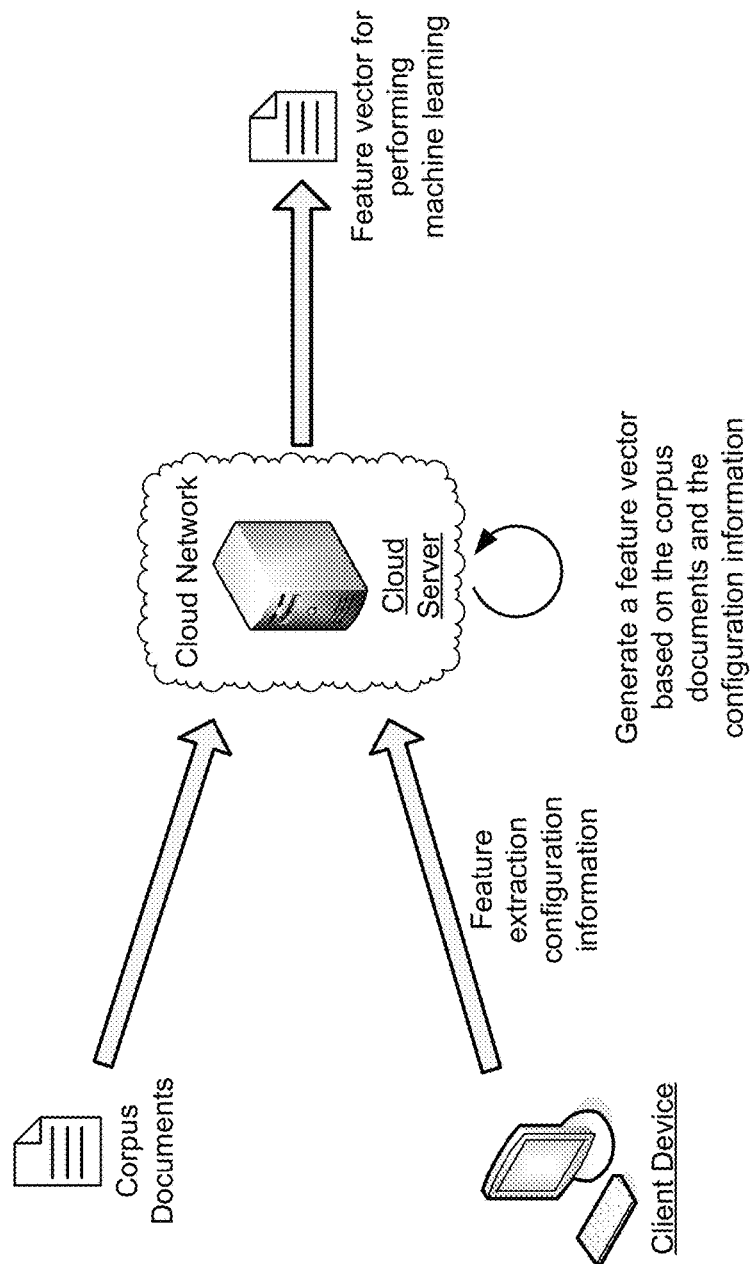 Corpus
Documents
Client Device
Feature
extraction
configuration
information
Cloud Network
Cloud
Server
Generate a feature vector
based on the corpus
documents and the
configuration information
Feature vector for
performing
machine learning